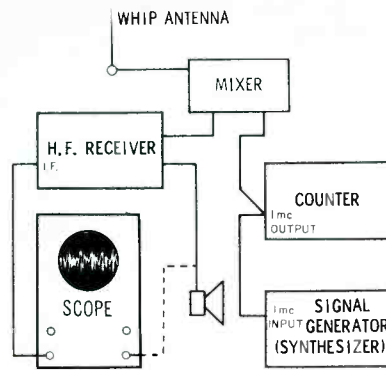 WHIP ANTENNA
MIXER
H.F. RECEIVER
I.F.
COUNTER
1mc
OUTPUT
SCOPE
1mc SIGNAL
INPUT GENERATOR
(SYNTHESIZER)